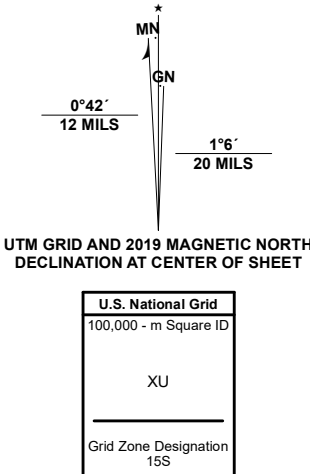 MN
GN
0°42´
12 MILS
1°6´
20 MILS
UTM GRID AND 2019 MAGNETIC NORTH
DECLINATION AT CENTER OF SHEET
U.S. National Grid
100,000 - m Square ID
XU
Grid Zone Designation
15S